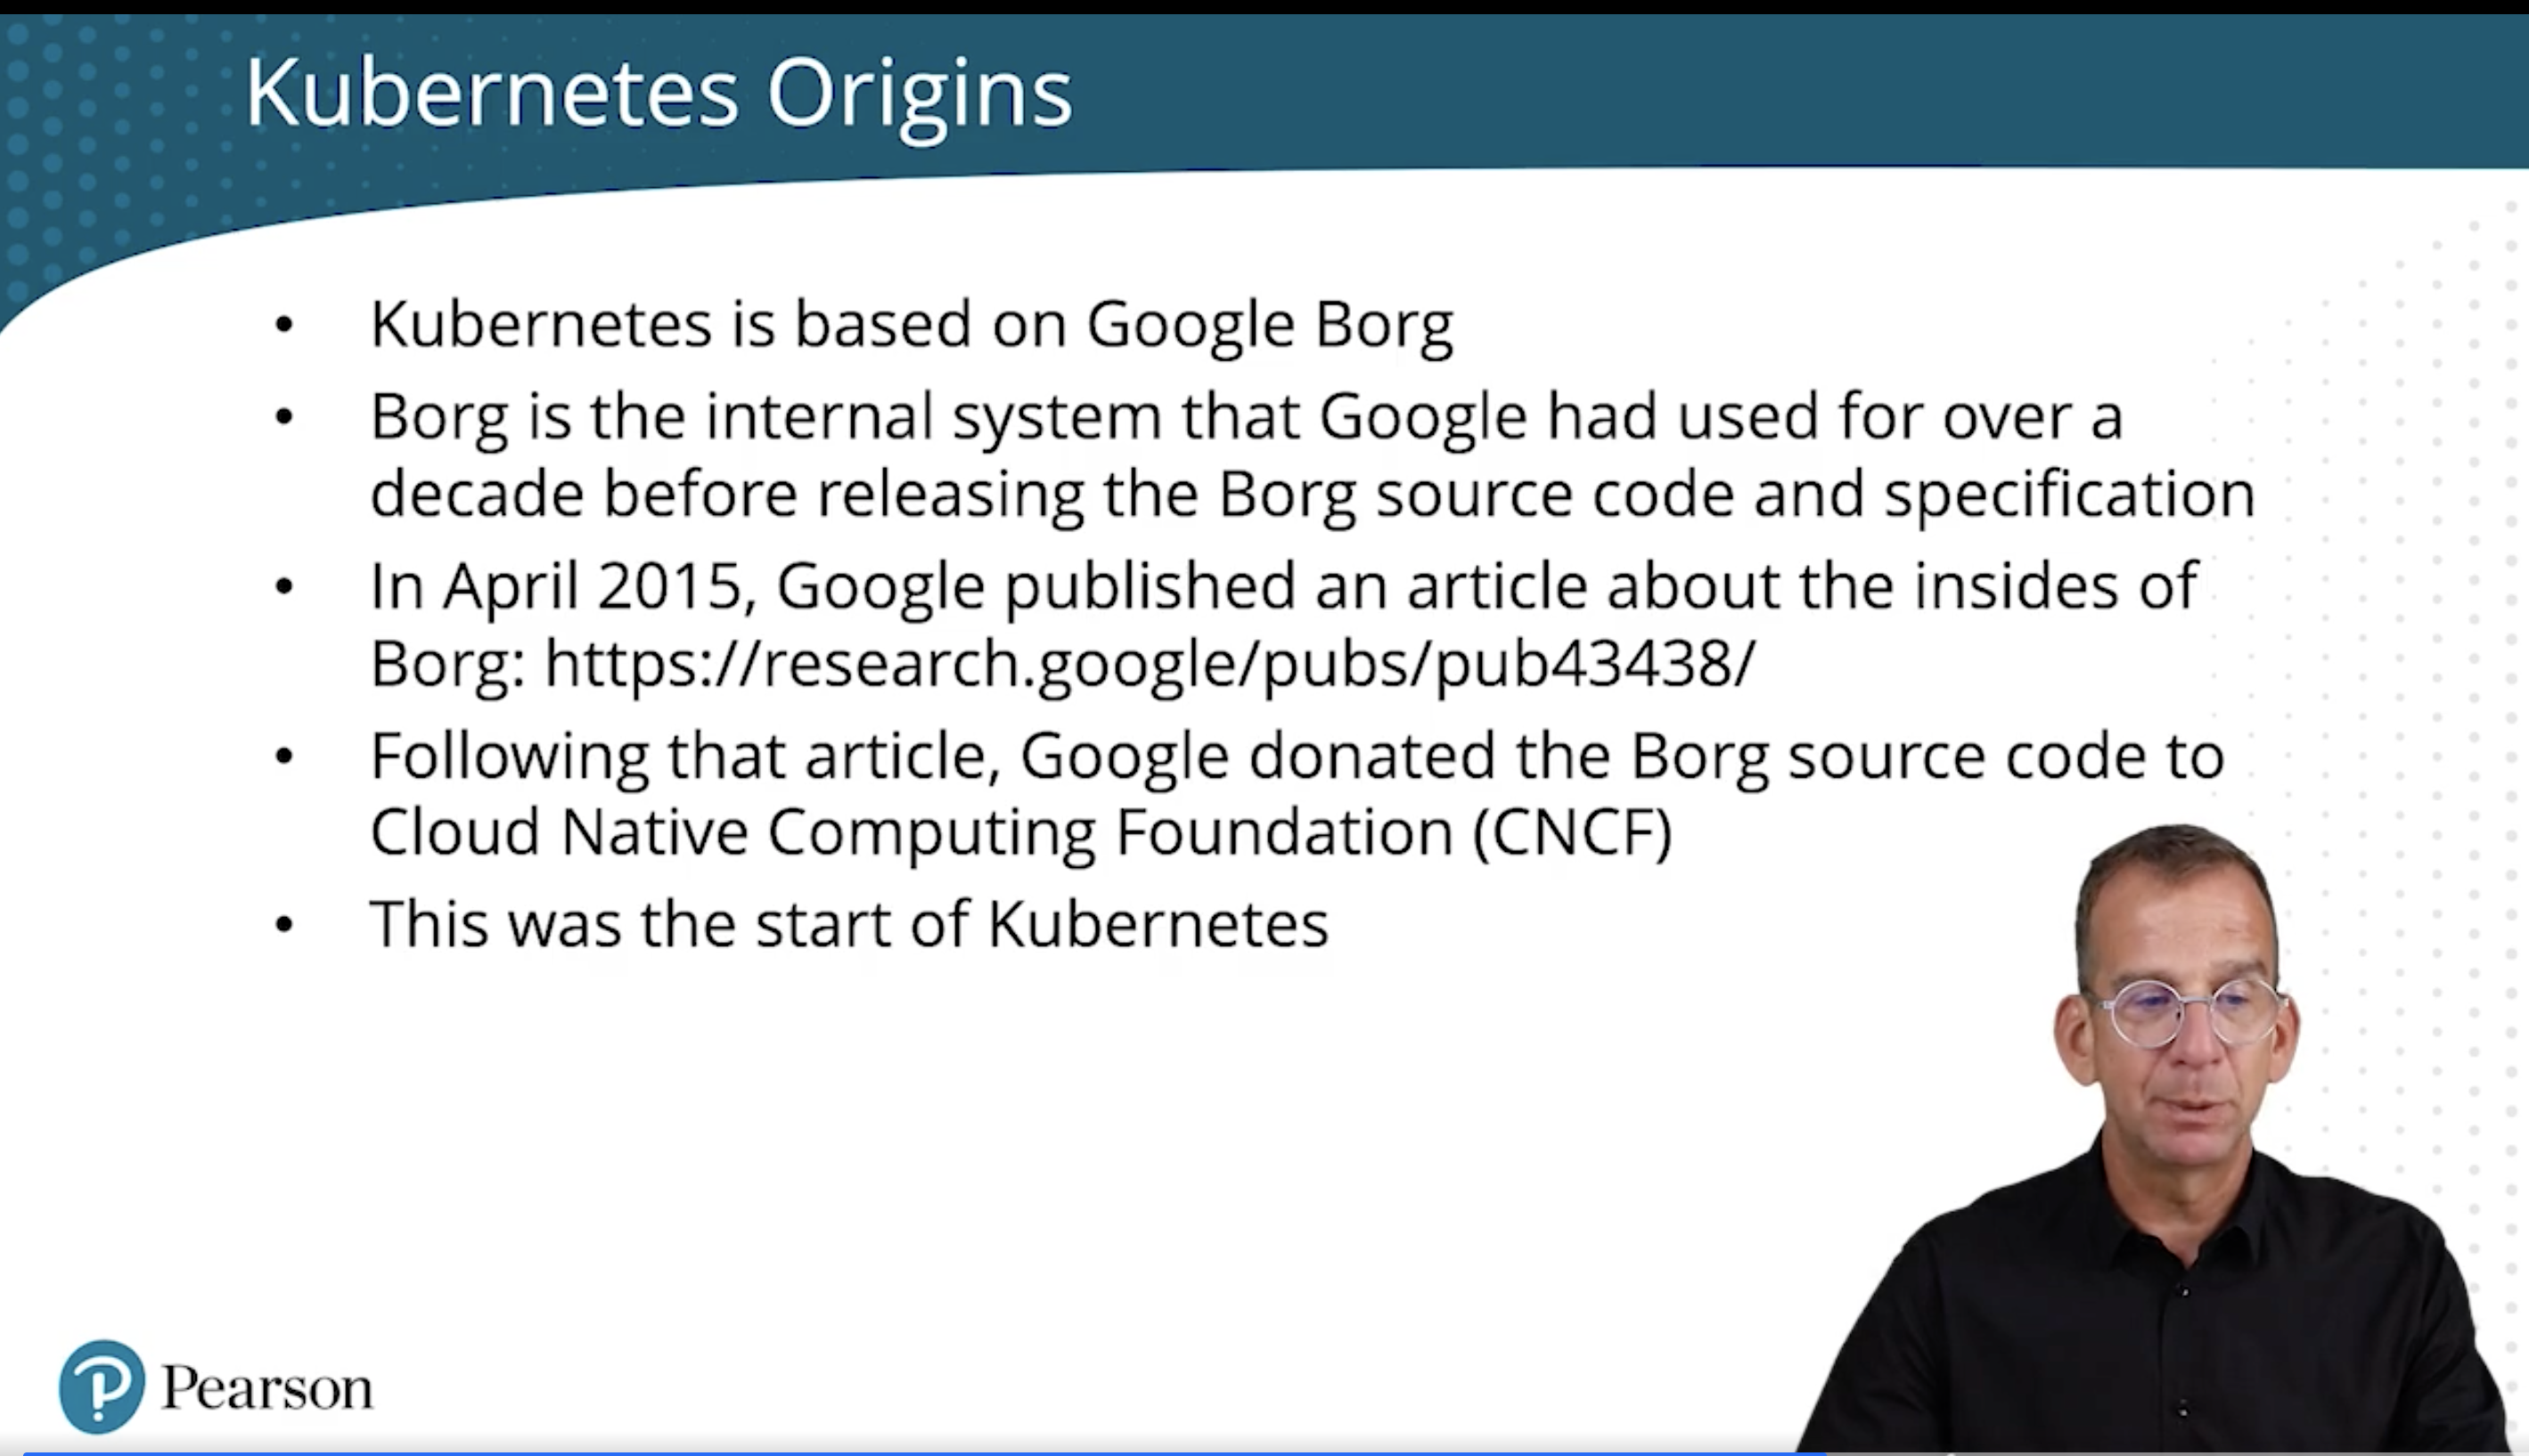 Kubernetes Origins
• Kubernetes is based on Google Borg
• Borg is the internal system that Google had used for over a
decade before releasing the Borg source code and specification
• In April 2015, Google published an article about the insides of
Borg: https://research.google/pubs/pub43438/
• Following that article, Google donated the Borg source code to
Cloud Native Computing Foundation (CNCF)
• This was the start of Kubernetes
Pearson